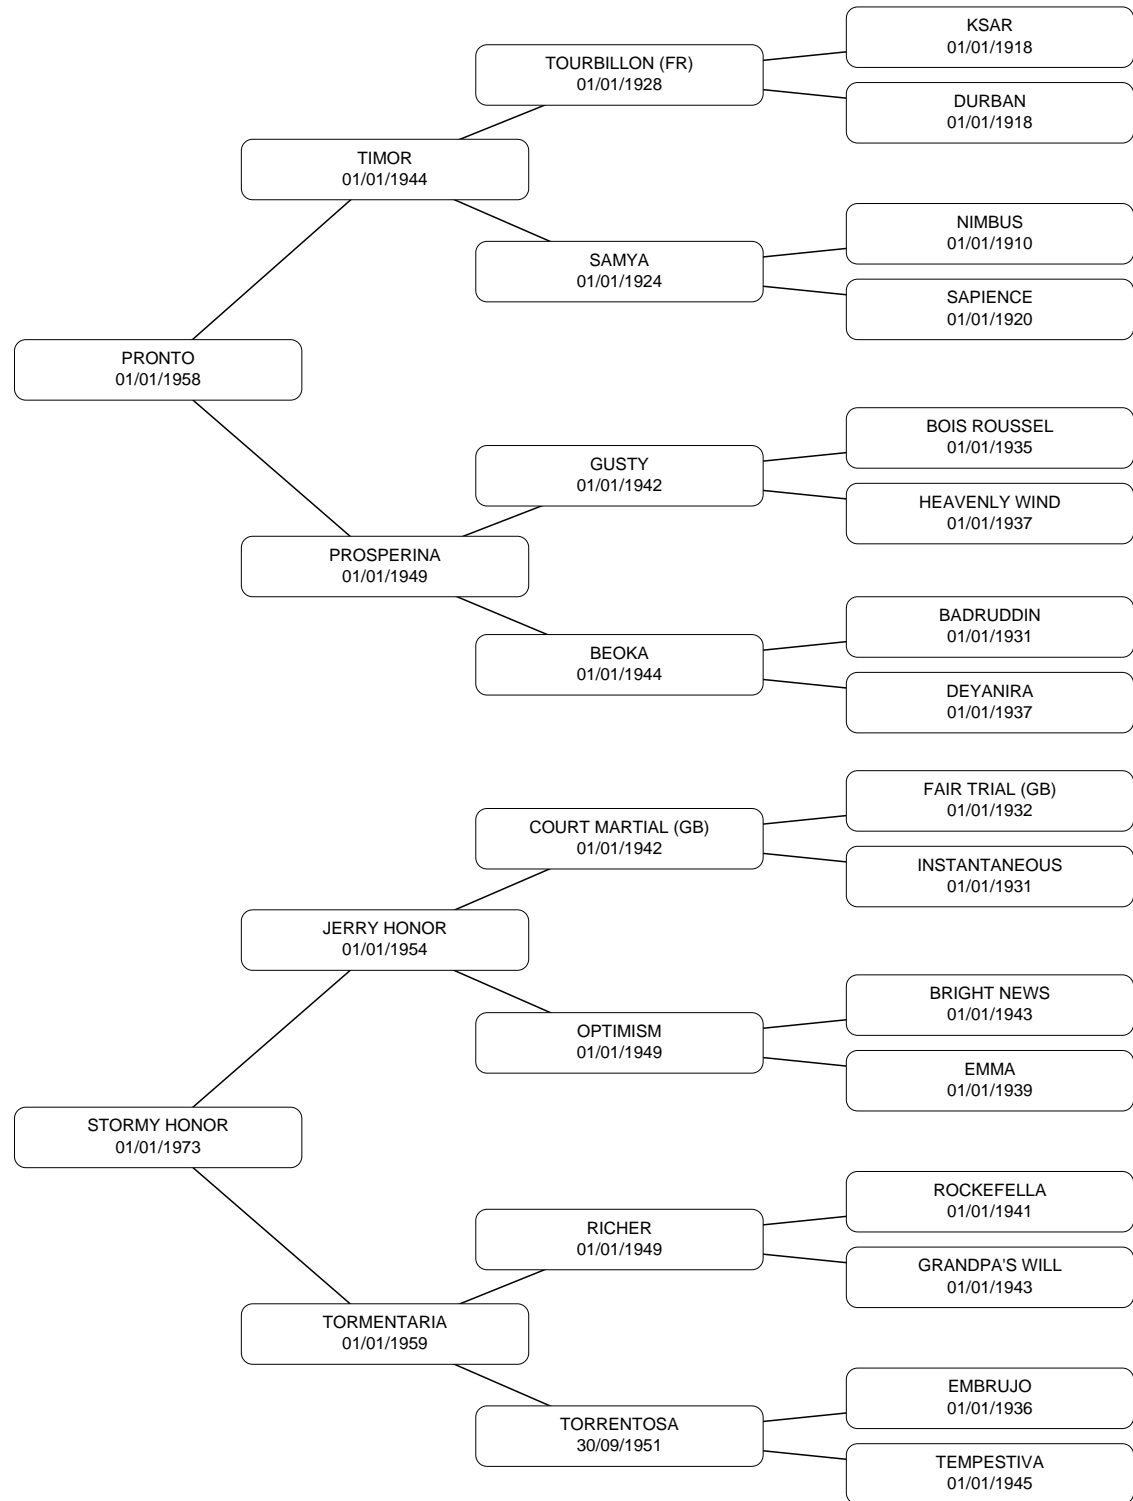 KSAR
01/01/1918
TOURBILLON (FR)
01/01/1928
DURBAN
01/01/1918
TIMOR
01/01/1944
NIMBUS
01/01/1910
SAMYA
01/01/1924
SAPIENCE
01/01/1920
PRONTO
01/01/1958
BOIS ROUSSEL
01/01/1935
GUSTY
01/01/1942
HEAVENLY WIND
01/01/1937
PROSPERINA
01/01/1949
BADRUDDIN
01/01/1931
BEOKA
01/01/1944
DEYANIRA
01/01/1937
FAIR TRIAL (GB)
01/01/1932
COURT MARTIAL (GB)
01/01/1942
INSTANTANEOUS
01/01/1931
JERRY HONOR
01/01/1954
BRIGHT NEWS
01/01/1943
OPTIMISM
01/01/1949
EMMA
01/01/1939
STORMY HONOR
01/01/1973
ROCKEFELLA
01/01/1941
RICHER
01/01/1949
GRANDPA'S WILL
01/01/1943
TORMENTARIA
01/01/1959
EMBRUJO
01/01/1936
TORRENTOSA
30/09/1951
TEMPESTIVA
01/01/1945